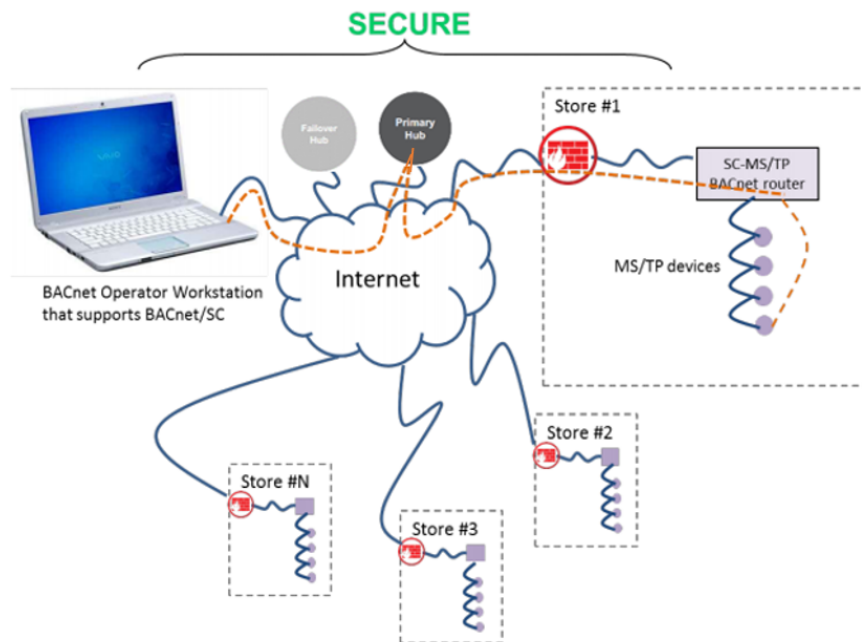 SECURE
Failover
Hub
Primary
Hub
Store #1
SC-MS/TP
BACnet router
MS/TP devices
Internet
BACnet Operator Workstation
that supports BACnet/SC
Store #2
Store #N
Store #3
VAIO